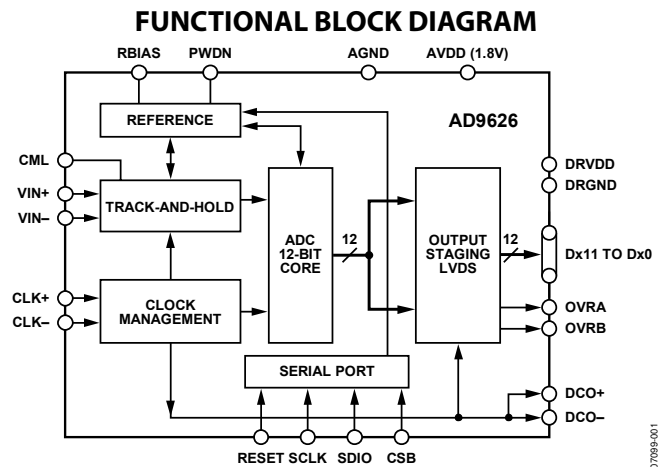 FUNCTIONAL BLOCK DIAGRAM
RBIAS PWDN AGND AVDD (1.8V)
REFERENCE
AD9626
CML
DRVDD
DRGND
VIN+
VIN–
TRACK-AND-HOLD
ADC
12-BIT
CORE
12
OUTPUT
STAGING
LVDS
12
Dx11 TO Dx0
CLK+
CLK–
CLOCK
MANAGEMENT
OVRA
OVRB
SERIAL PORT
DCO+
DCO–
RESET SCLK SDIO CSB
07099-001